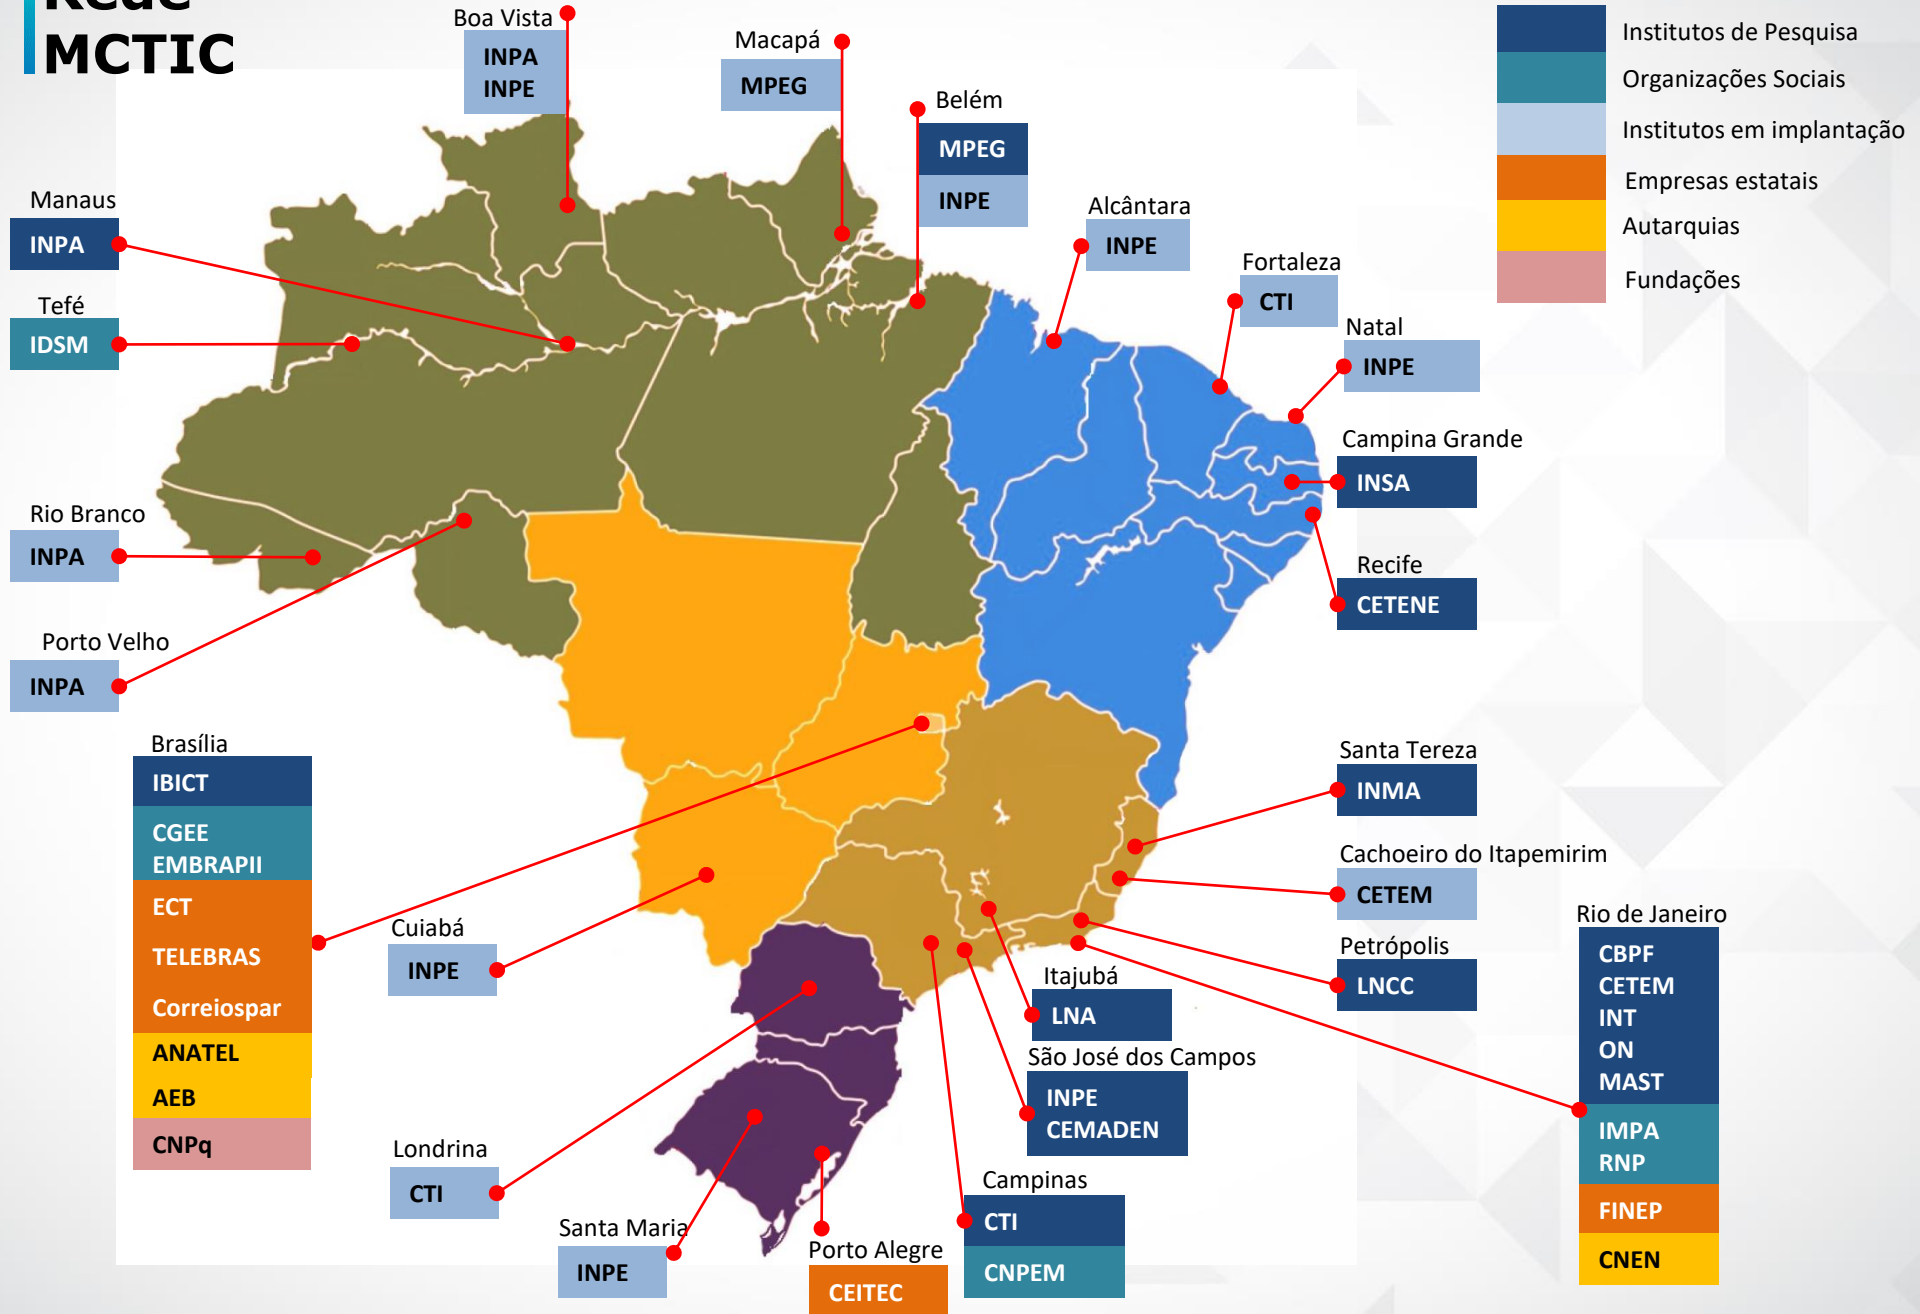 Rede
MCTIC
Boa Vista
INPA
INPE
Macapá
MPEG
Belém
MPEG
INPE
Alcântara
INPE
Fortaleza
CTI
Natal
INPE
Campina Grande
INSA
Recife
CETENE
Manaus
INPA
Tefé
IDSM
Rio Branco
INPA
Porto Velho
INPA
Brasília
IBICT
CGEE
EMBRAPII
ECT
TELEBRAS
Correiospar
ANATEL
AEB
CNPq
Cuiabá
INPE
Londrina
CTI
Santa Maria
INPE
Porto Alegre
CEITEC
Campinas
CTI
CNPEM
São José dos Campos
INPE
CEMADEN
Itajubá
LNA
Santa Tereza
INMA
Cachoeiro do Itapemirim
CETEM
Petrópolis
LNCC
Rio de Janeiro
CBPF
CETEM
INT
ON
MAST
IMPA
RNP
FINEP
CNEN
Institutos de Pesquisa
Organizações Sociais
Institutos em implantação
Empresas estatais
Autarquias
Fundações